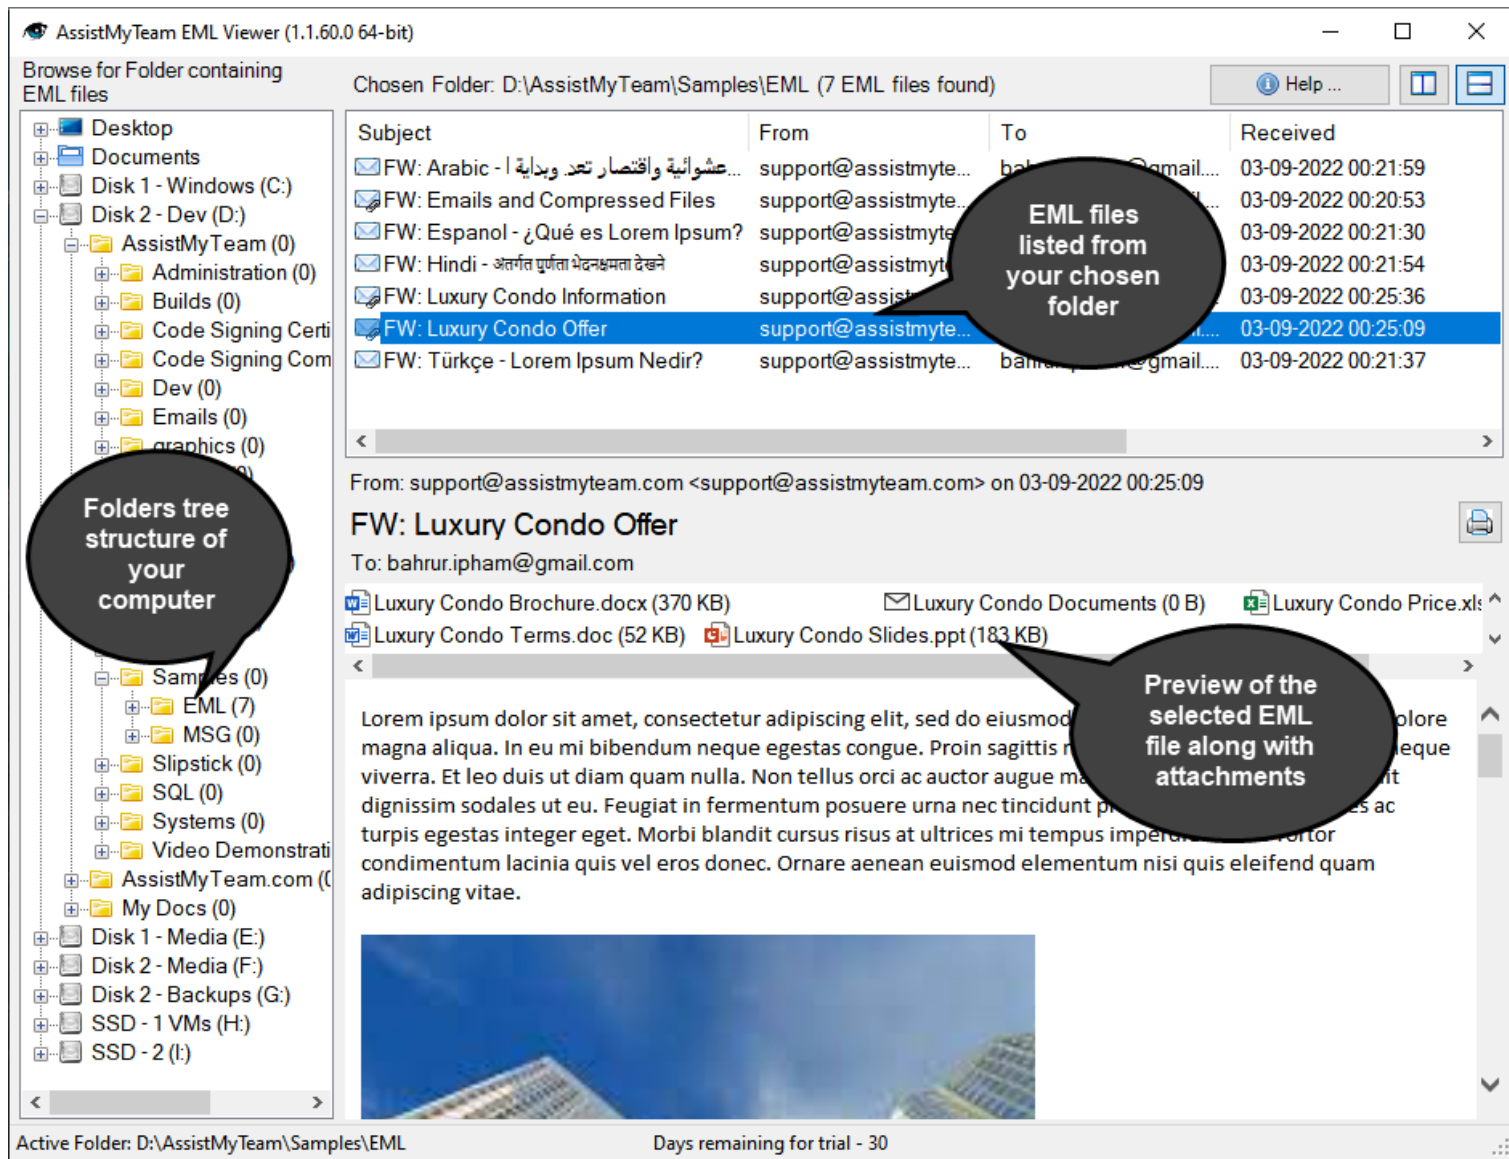 AssistMyTeam EML Viewer (1.1.60.0 64-bit)
Browse for Folder containing
EML files
Chosen Folder: D:\AssistMyTeam\Samples\EML (7 EML files found)
Help ...
Desktop
Documents
Disk 1 - Windows (C:)
Disk 2 - Dev (D:)
AssistMyTeam (0)
Administration (0)
Builds (0)
Code Signing Certi
Code Signing Com
Dev (0)
Emails (0)
graphics (0)
Folders tree
structure of
your
computer
Samples (0)
EML (7)
MSG (0)
Slipstick (0)
SQL (0)
Systems (0)
Video Demonstrati
AssistMyTeam.com ((
My Docs (0)
Disk 1 - Media (E:)
Disk 2 - Media (F:)
Disk 2 - Backups (G:)
SSD - 1 VMs (H:)
SSD - 2 (I:)
Subject From To Received
FW: Arabic - عشوائية واقتصار تعد. وبداية ا... support@assistmyte... gmail.... 03-09-2022 00:21:59
FW: Emails and Compressed Files support@assistmyte... 03-09-2022 00:20:53
FW: Espanol - ¿Qué es Lorem Ipsum? support@assistmyte 03-09-2022 00:21:30
FW: Hindi - अंतर्गत पुर्णता भेदनक्षमता देखने support@assistmyt 03-09-2022 00:21:54
FW: Luxury Condo Information support@assist 03-09-2022 00:25:36
FW: Luxury Condo Offer support@assistmyte... 03-09-2022 00:25:09
FW: Türkçe - Lorem Ipsum Nedir? support@assistmyte... @gmail.... 03-09-2022 00:21:37
EML files
listed from
your chosen
folder
From: support@assistmyteam.com <support@assistmyteam.com> on 03-09-2022 00:25:09
FW: Luxury Condo Offer
To: bahrur.ipham@gmail.com
Luxury Condo Brochure.docx (370 KB) Luxury Condo Documents (0 B) Luxury Condo Price.xls
Luxury Condo Terms.doc (52 KB) Luxury Condo Slides.ppt (183 KB)
Preview of the
selected EML
file along with
attachments
Lorem ipsum dolor sit amet, consectetur adipiscing elit, sed do eiusmod olore
magna aliqua. In eu mi bibendum neque egestas congue. Proin sagittis eque
viverra. Et leo duis ut diam quam nulla. Non tellus orci ac auctor augue it
dignissim sodales ut eu. Feugiat in fermentum posuere urna nec tincidunt ac
turpis egestas integer eget. Morbi blandit cursus risus at ultrices mi tempus tortor
condimentum lacinia quis vel eros donec. Ornare aenean euismod elementum nisi quis eleifend quam
adipiscing vitae.
Active Folder: D:\AssistMyTeam\Samples\EML
Days remaining for trial - 30